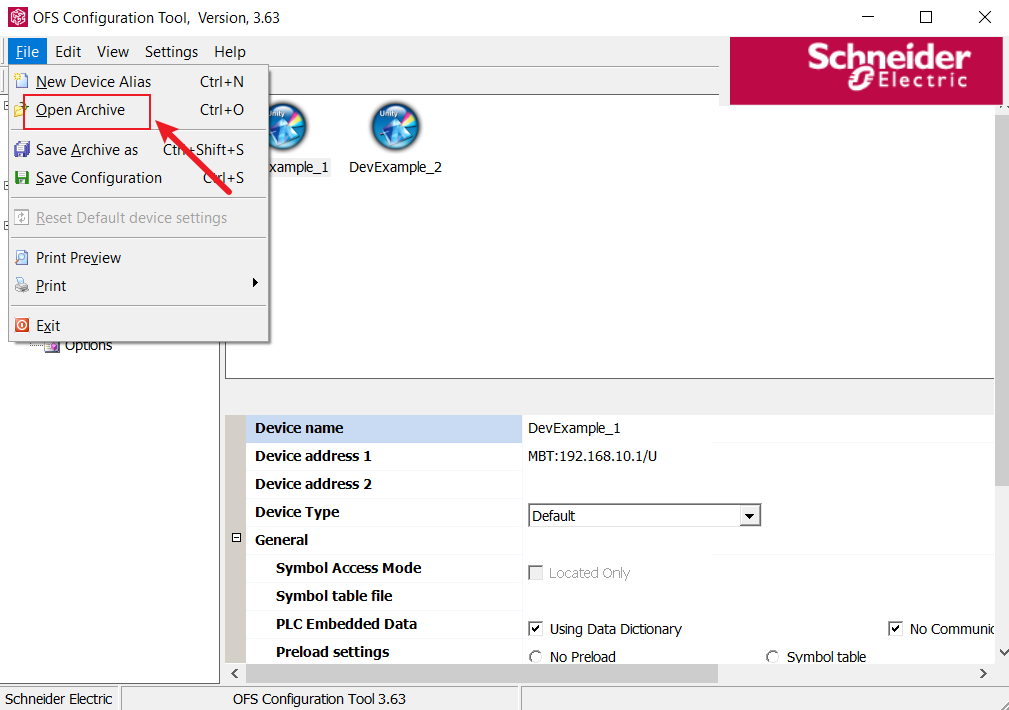 OFS Configuration Tool, Version, 3.63
File Edit View Settings Help
Schneider
Electric
New Device Alias Ctrl+N
Open Archive Ctrl+O
Save Archive as Ctrl+Shift+S
Save Configuration Ctrl+S
Reset Default device settings
Print Preview
Print
Exit
Unity
Unity
xample_1
DevExample_2
Options
Device name DevExample_1
Device address 1 MBT:192.168.10.1/U
Device address 2
Device Type Default
General
Symbol Access Mode Located Only
Symbol table file
PLC Embedded Data Using Data Dictionary No Communic
Preload settings No Preload Symbol table
Schneider Electric OFS Configuration Tool 3.63